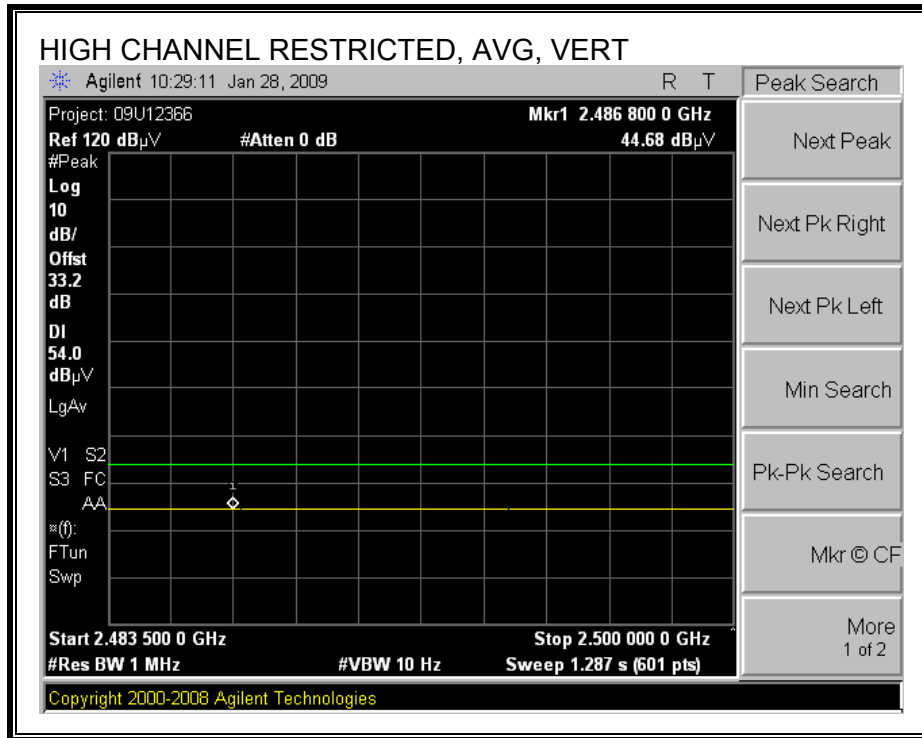 HIGH CHANNEL RESTRICTED, AVG, VERT
Agilent 10:29:11 Jan 28, 2009 R T
Peak Search
Project: 09U12366 Mkr1 2.486 800 0 GHz
Ref 120 dBµV #Atten 0 dB 44.68 dBµV
#Peak
Log
10
dB/
Offst
33.2
dB
DI
54.0
dBµV
LgAv
V1 S2
S3 FC
AA
¤(f):
FTun
Swp
1
Start 2.483 500 0 GHz Stop 2.500 000 0 GHz
#Res BW 1 MHz #VBW 10 Hz Sweep 1.287 s (601 pts)
Copyright 2000-2008 Agilent Technologies
Next Peak
Next Pk Right
Next Pk Left
Min Search
Pk-Pk Search
Mkr © CF
More
1 of 2